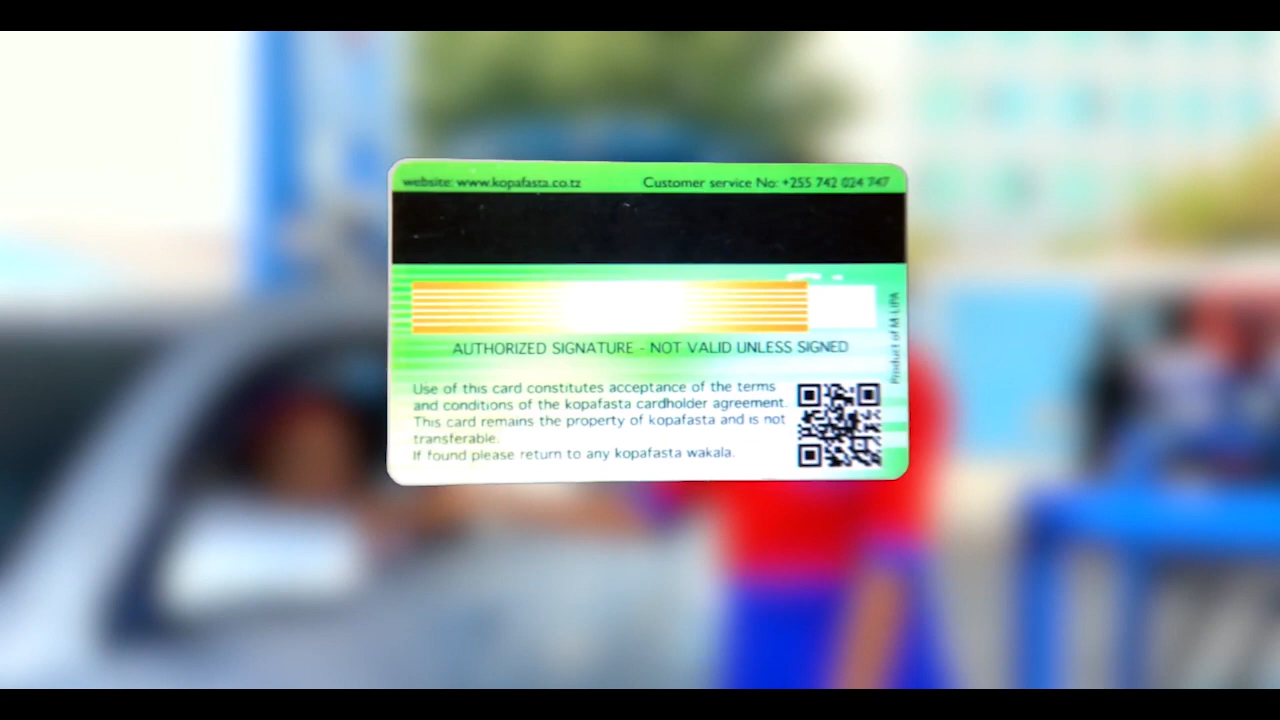 website: www.kopafasta.co.tz
Customer service No: +255 742 024 747
AUTHORIZED SIGNATURE - NOT VALID UNLESS SIGNED
Product of M-LIPA
Use of this card constitutes acceptance of the terms
and conditions of the kopafasta cardholder agreement.
This card remains the property of kopafasta and is not
transferable.
If found please return to any kopafasta wakala.